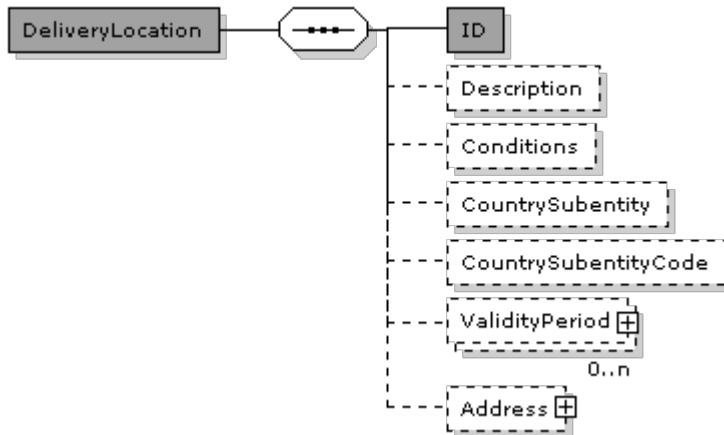 DeliveryLocation
ID
Description
Conditions
CountrySubentity
CountrySubentityCode
ValidityPeriod
0..n
Address